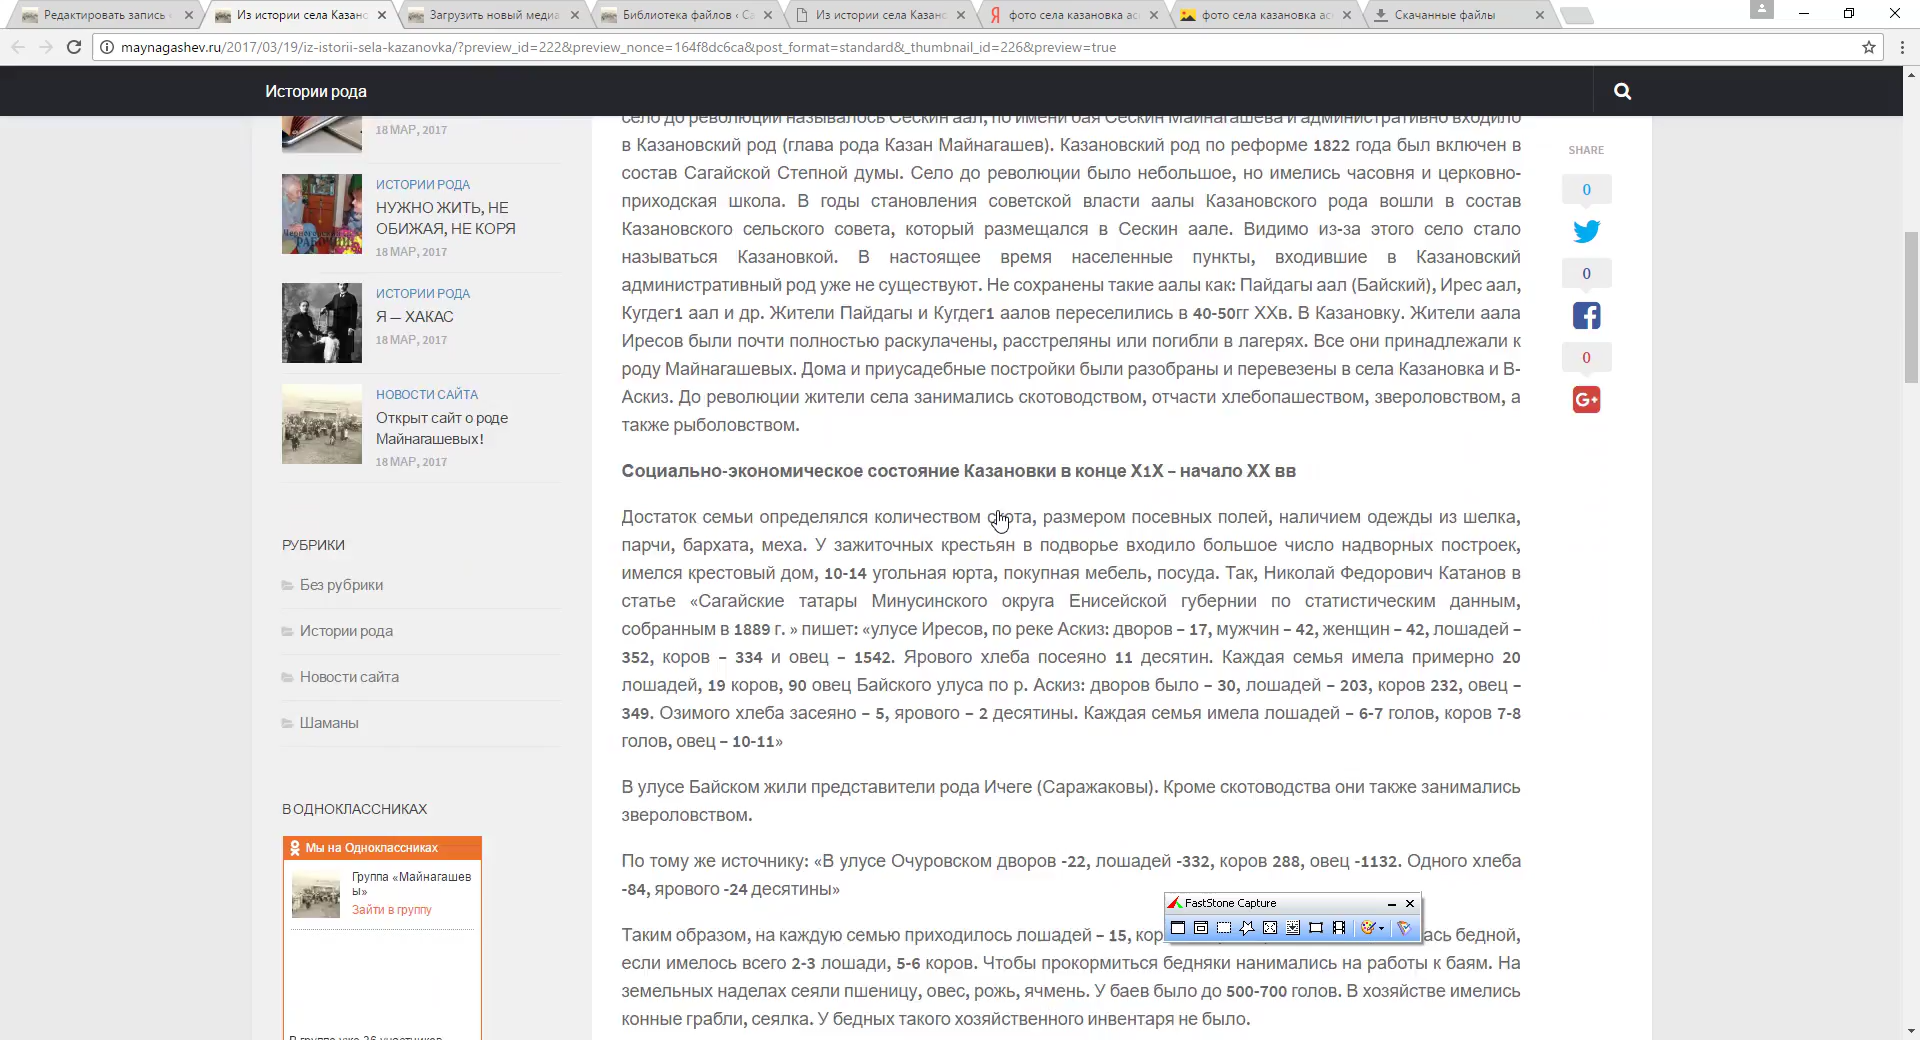 Редактировать запись ‹
Из истории села Казано
Загрузить новый медиа
Библиотека файлов ‹ Са
Из истории села Казано
фото села казановка ас
фото села казановка ас
Скачанные файлы
maynagashev.ru/2017/03/19/iz-istorii-sela-kazanovka/?preview_id=222&preview_nonce=164f8dc6ca&post_format=standard&_thumbnail_id=226&preview=true
Истории рода
18 МАР, 2017
ИСТОРИИ РОДА
НУЖНО ЖИТЬ, НЕ
ОБИЖАЯ, НЕ КОРЯ
18 МАР, 2017
ИСТОРИИ РОДА
Я — ХАКАС
18 МАР, 2017
НОВОСТИ САЙТА
Открыт сайт о роде
Майнагашевых!
18 МАР, 2017
РУБРИКИ
Без рубрики
Истории рода
Новости сайта
Шаманы
В ОДНОКЛАССНИКАХ
Мы на Одноклассниках
Группа «Майнагашев
ы»
Зайти в группу
В группе уже 26 участников
село до революции называлось Сескин аал, по имени бая Сескин Майнагашева и административно входило
в Казановский род (глава рода Казан Майнагашев). Казановский род по реформе 1822 года был включен в
состав Сагайской Степной думы. Село до революции было небольшое, но имелись часовня и церковно-
приходская школа. В годы становления советской власти аалы Казановского рода вошли в состав
Казановского сельского совета, который размещался в Сескин аале. Видимо из-за этого село стало
называться Казановкой. В настоящее время населенные пункты, входившие в Казановский
административный род уже не существуют. Не сохранены такие аалы как: Пайдагы аал (Байский), Ирес аал,
Кугдег1 аал и др. Жители Пайдагы и Кугдег1 аалов переселились в 40-50гг ХХв. В Казановку. Жители аала
Иресов были почти полностью раскулачены, расстреляны или погибли в лагерях. Все они принадлежали к
роду Майнагашевых. Дома и приусадебные постройки были разобраны и перевезены в села Казановка и В-
Аскиз. До революции жители села занимались скотоводством, отчасти хлебопашеством, звероловством, а
также рыболовством.
Социально-экономическое состояние Казановки в конце Х1Х – начало ХХ вв
Достаток семьи определялся количеством скота, размером посевных полей, наличием одежды из шелка,
парчи, бархата, меха. У зажиточных крестьян в подворье входило большое число надворных построек,
имелся крестовый дом, 10-14 угольная юрта, покупная мебель, посуда. Так, Николай Федорович Катанов в
статье «Сагайские татары Минусинского округа Енисейской губернии по статистическим данным,
собранным в 1889 г. » пишет: «улусе Иресов, по реке Аскиз: дворов – 17, мужчин – 42, женщин – 42, лошадей –
352, коров – 334 и овец – 1542. Ярового хлеба посеяно 11 десятин. Каждая семья имела примерно 20
лошадей, 19 коров, 90 овец Байского улуса по р. Аскиз: дворов было – 30, лошадей – 203, коров 232, овец –
349. Озимого хлеба засеяно – 5, ярового – 2 десятины. Каждая семья имела лошадей – 6-7 голов, коров 7-8
голов, овец – 10-11»
В улусе Байском жили представители рода Ичеге (Саражаковы). Кроме скотоводства они также занимались
звероловством.
По тому же источнику: «В улусе Очуровском дворов -22, лошадей -332, коров 288, овец -1132. Одного хлеба
-84, ярового -24 десятины»
Таким образом, на каждую семью приходилось лошадей – 15, кор ась бедной,
если имелось всего 2-3 лошади, 5-6 коров. Чтобы прокормиться бедняки нанимались на работы к баям. На
земельных наделах сеяли пшеницу, овес, рожь, ячмень. У баев было до 500-700 голов. В хозяйстве имелись
конные грабли, сеялка. У бедных такого хозяйственного инвентаря не было.
FastStone Capture
SHARE
0
0
0
G+